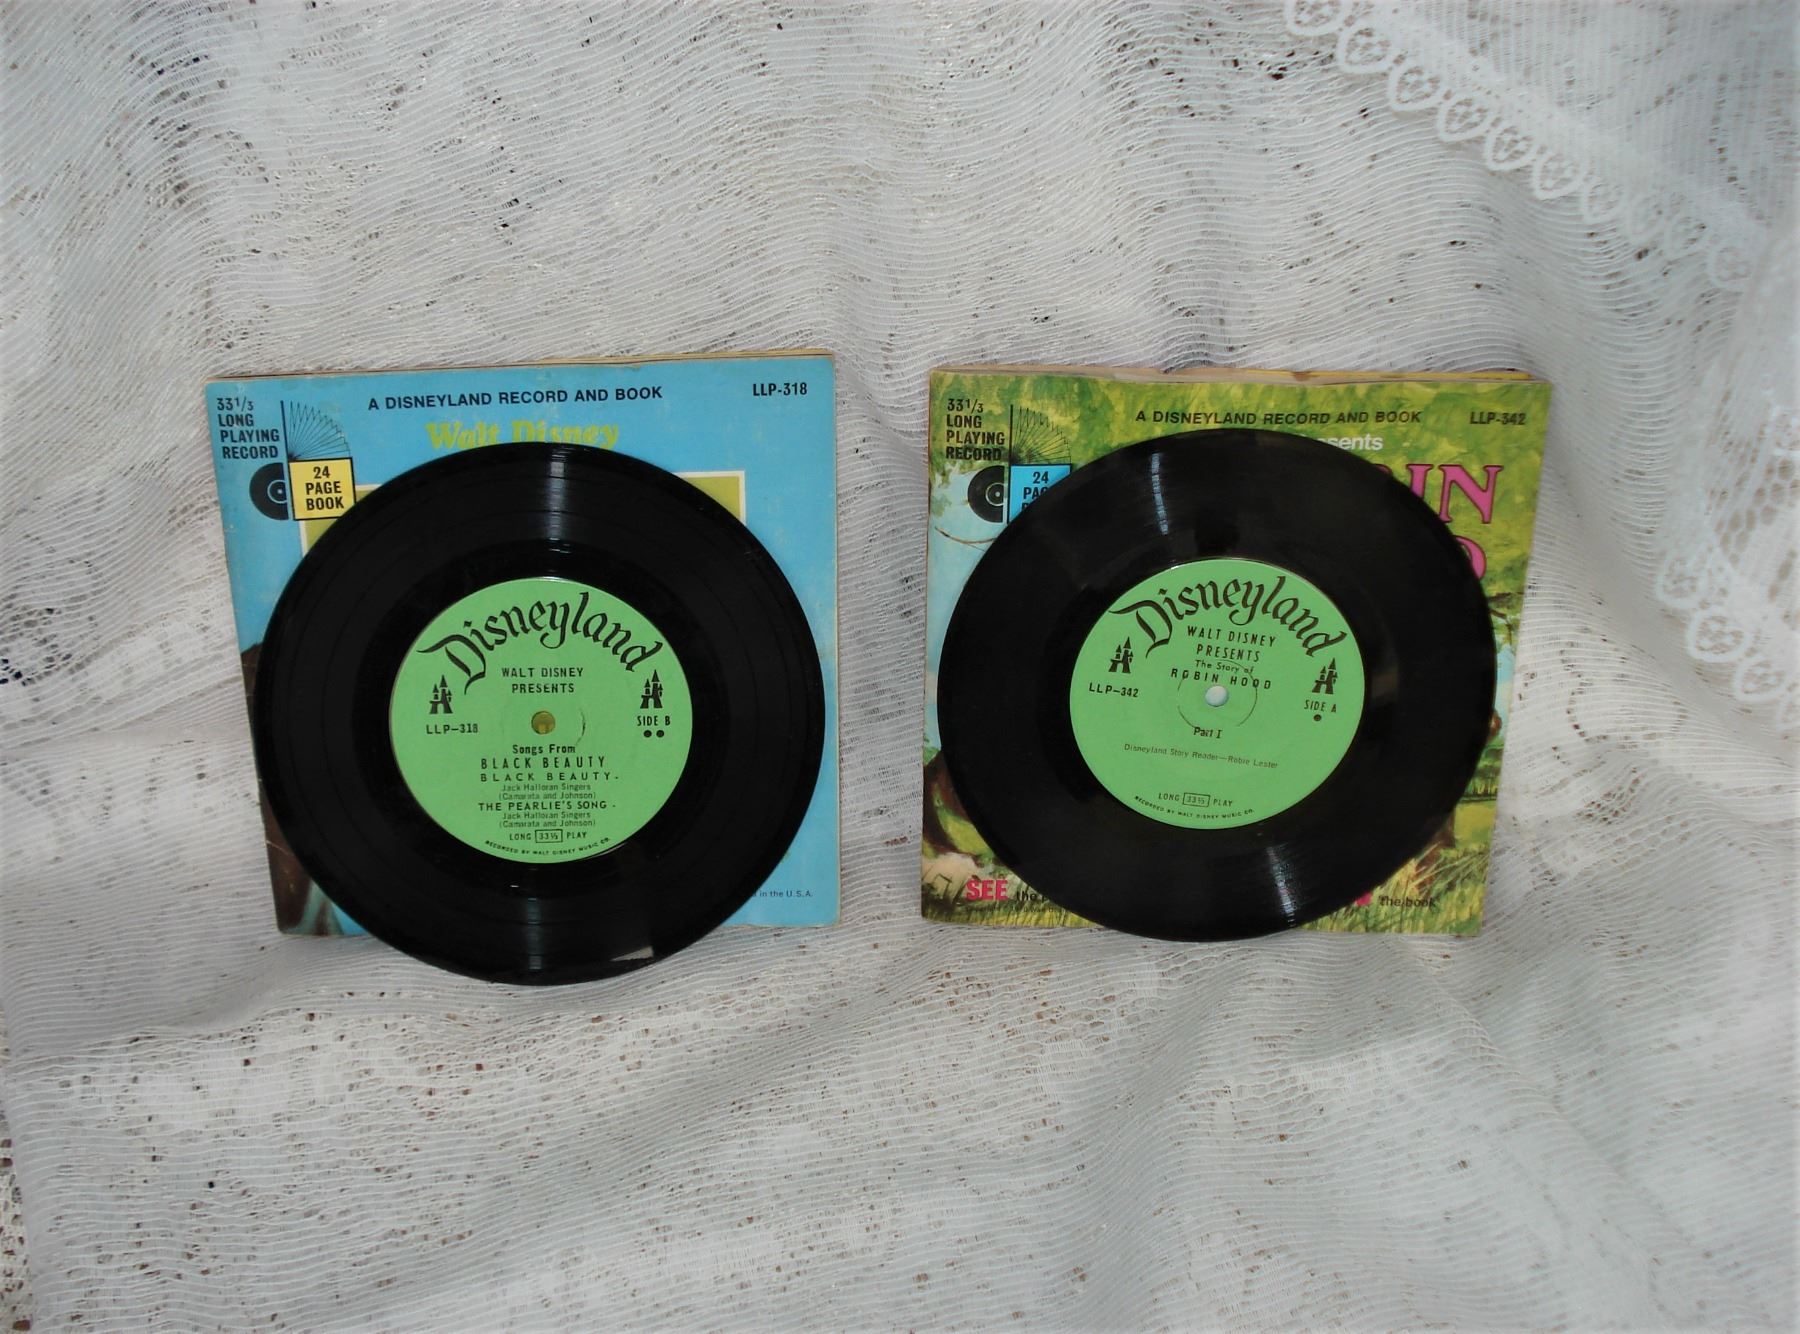 33 1/3
LONG
PLAYING
RECORD
24
PAGE
BOOK
A DISNEYLAND RECORD AND BOOK
LLP-318
Walt Disney
Disneyland
WALT DISNEY
PRESENTS
LLP-318
SIDE B
Songs From
BLACK BEAUTY
BLACK BEAUTY-
Jack Halloran Singers
(Camarata and Johnson)
THE PEARLIE'S SONG -
Jack Halloran Singers
(Camarata and Johnson)
LONG 33⅓ PLAY
RECORDED BY WALT DISNEY MUSIC CO.
in the U.S.A.
33 1/3
LONG
PLAYING
RECORD
24
A DISNEYLAND RECORD AND BOOK
LLP-342
Disneyland
WALT DISNEY
PRESENTS
The Story of
ROBIN HOOD
LLP-342
SIDE A
Part I
Disneyland Story Reader—Robie Lester
LONG 33⅓ PLAY
RECORDED BY WALT DISNEY MUSIC CO.
SEE the
the book